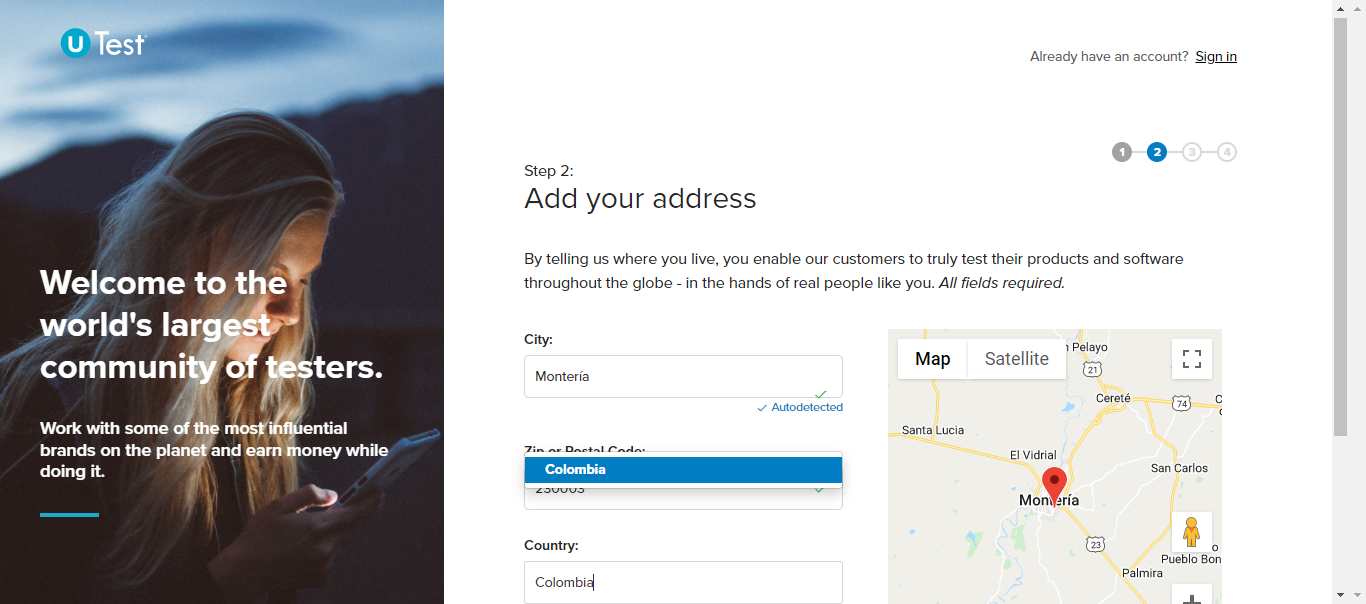 U Test
Welcome to the
world's largest
community of testers.
Work with some of the most influential
brands on the planet and earn money while
doing it.
Already have an account? Sign in
1 2 3 4
Step 2:
Add your address
By telling us where you live, you enable our customers to truly test their products and software
throughout the globe - in the hands of real people like you. All fields required.
City:
Montería
Autodetected
Zip or Postal Code:
Colombia
230003
Country:
Colombia
Map Satellite
Pelayo
21
Cereté
74
Santa Lucia
El Vidrial
San Carlos
Montería
23
Pueblo Bon
Palmira